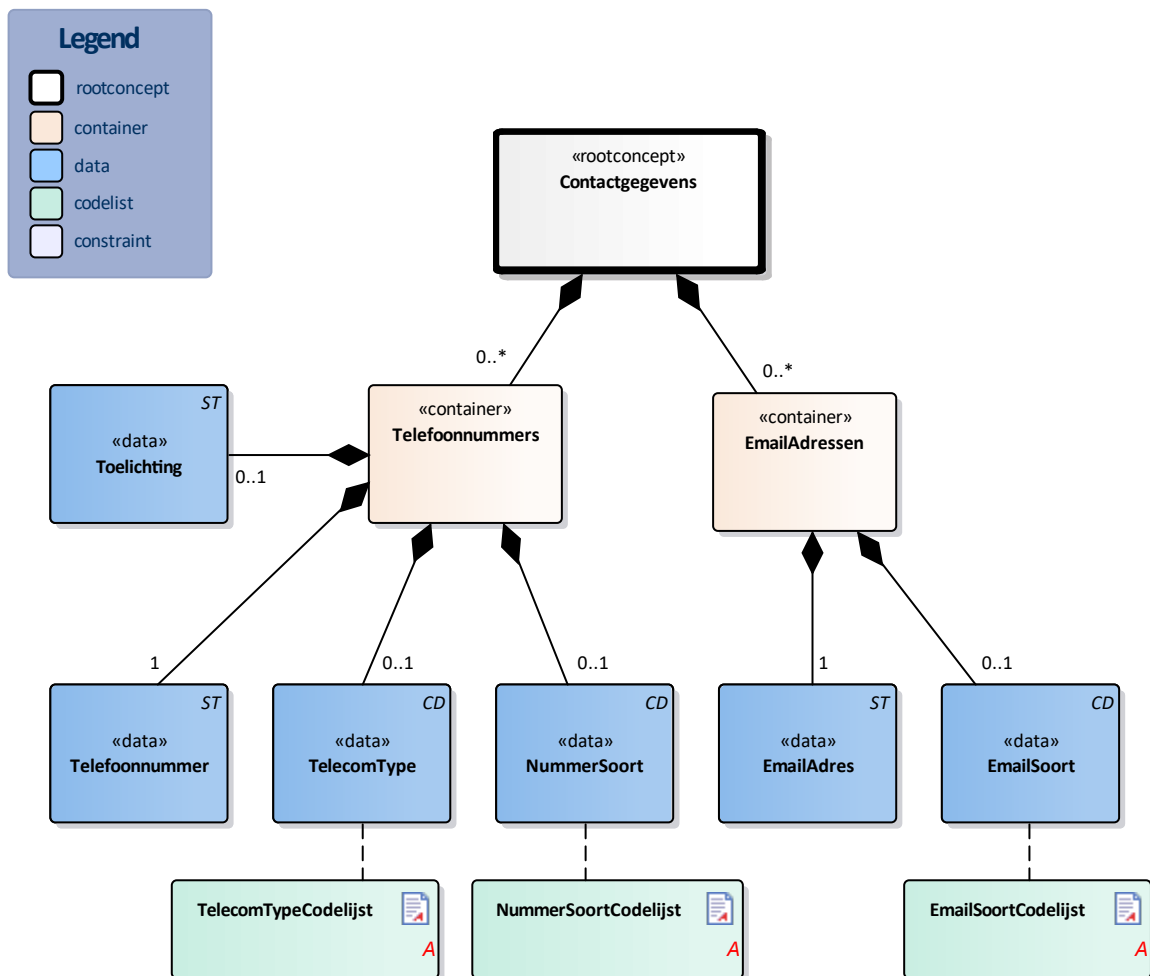 Legend
rootconcept
container
data
codelist
constraint
«rootconcept»
Contactgegevens
0..*
0..*
ST
«data»
Toelichting
0..1
«container»
Telefoonnummers
«container»
EmailAdressen
1
0..1
0..1
1
0..1
ST
«data»
Telefoonnummer
CD
«data»
TelecomType
CD
«data»
NummerSoort
ST
«data»
EmailAdres
CD
«data»
EmailSoort
TelecomTypeCodelijst
A
NummerSoortCodelijst
A
EmailSoortCodelijst
A